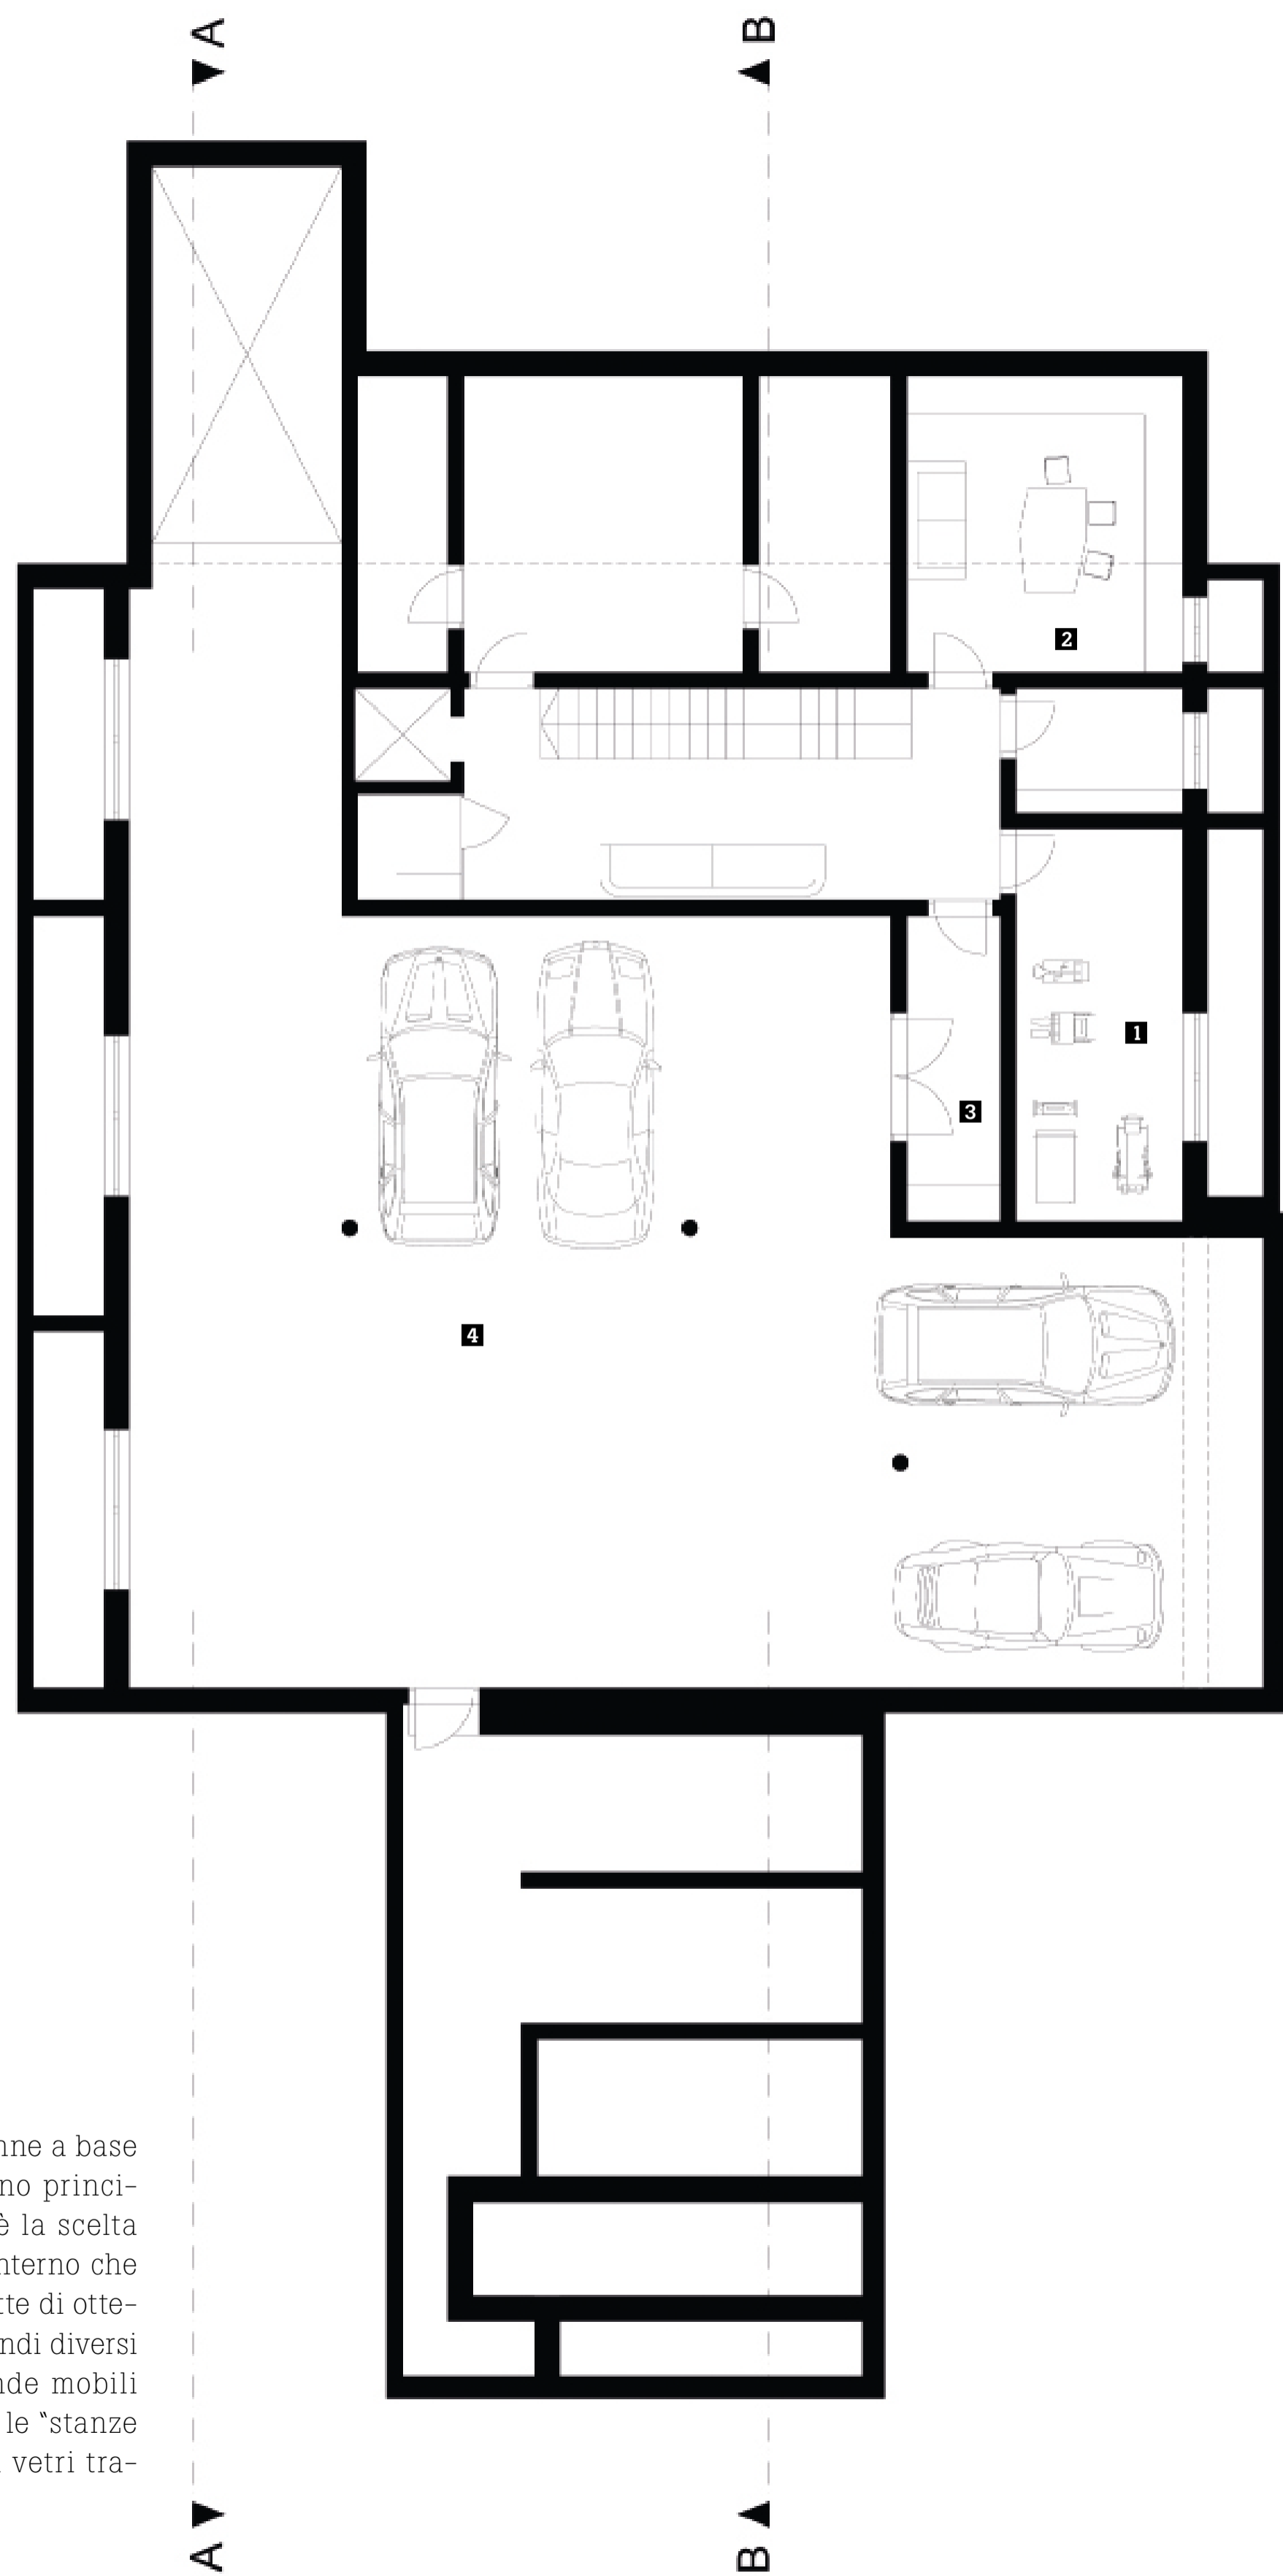 A
B
2
1
3
4
nne a base
no princi-
è la scelta
nterno che
tte di otte-
ndi diversi
nde mobili
le "stanze
vetri tra-
A
B